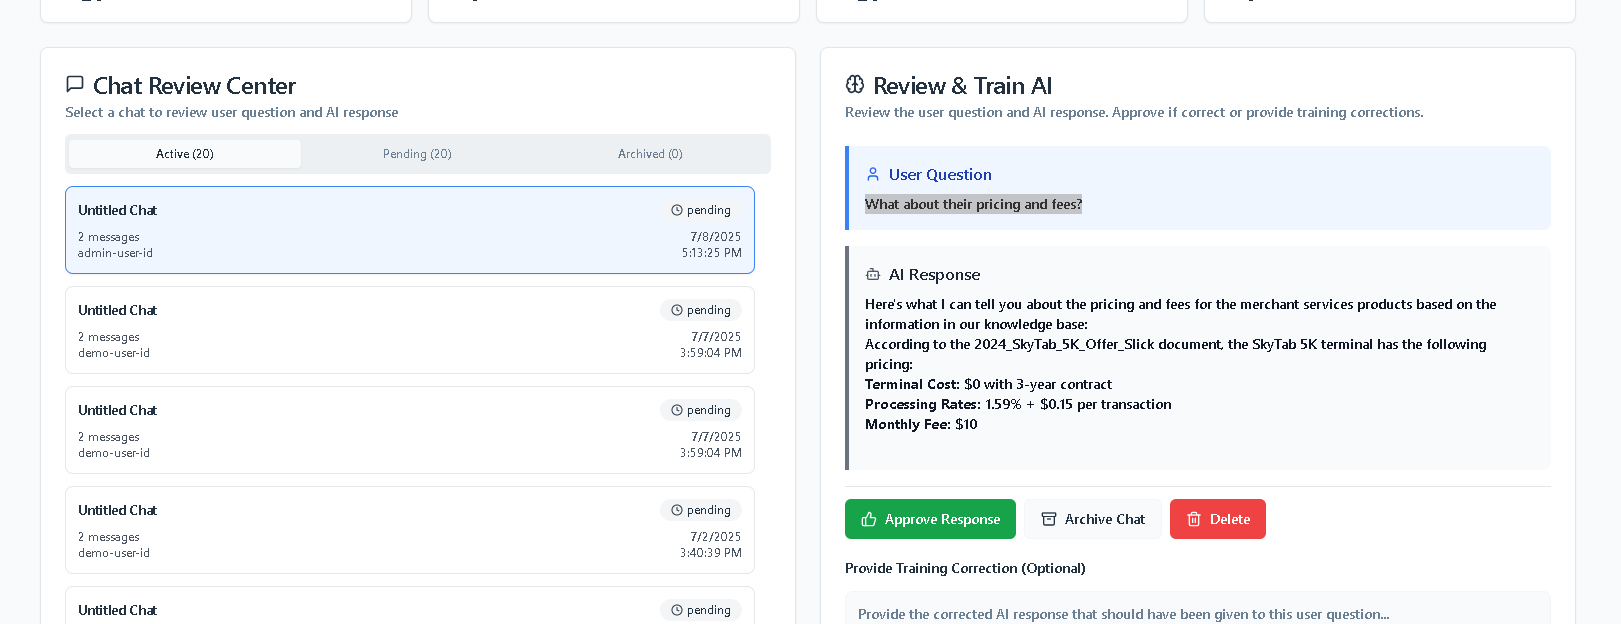 Chat Review Center
Select a chat to review user question and AI response
Active (20)
Pending (20)
Archived (0)
Untitled Chat
pending
2 messages
7/8/2025
admin-user-id
5:13:25 PM
Untitled Chat
pending
2 messages
7/7/2025
demo-user-id
3:59:04 PM
Untitled Chat
pending
2 messages
7/7/2025
demo-user-id
3:59:04 PM
Untitled Chat
pending
2 messages
7/2/2025
demo-user-id
3:40:39 PM
Untitled Chat
pending
Review & Train AI
Review the user question and AI response. Approve if correct or provide training corrections.
User Question
What about their pricing and fees?
AI Response
Here's what I can tell you about the pricing and fees for the merchant services products based on the
information in our knowledge base:
According to the 2024_SkyTab_5K_Offer_Slick document, the SkyTab 5K terminal has the following
pricing:
Terminal Cost: $0 with 3-year contract
Processing Rates: 1.59% + $0.15 per transaction
Monthly Fee: $10
Approve Response
Archive Chat
Delete
Provide Training Correction (Optional)
Provide the corrected AI response that should have been given to this user question...